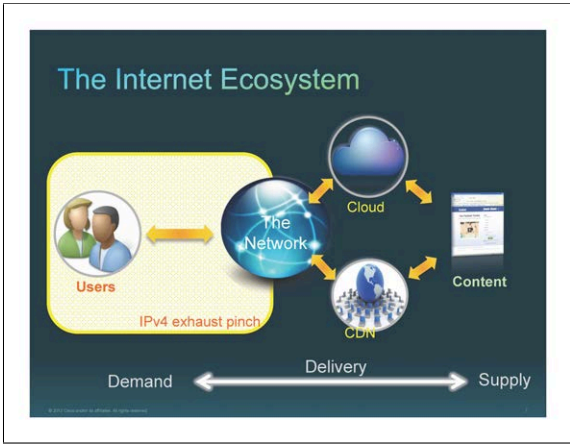 The Internet Ecosystem
Cloud
The
Network
Users
Content
IPv4 exhaust pinch
CDN
Delivery
Demand
Supply